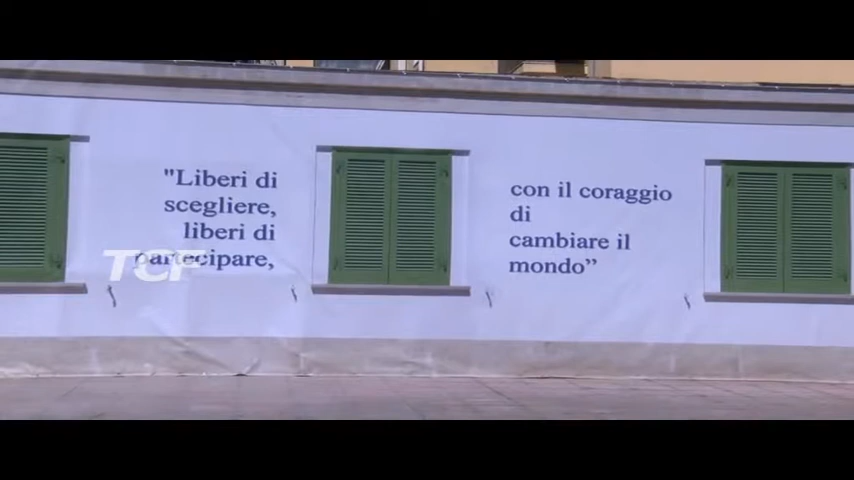 "Liberi di
scegliere,
liberi di
partecipare,
con il coraggio
di
cambiare il
mondo”
TCF